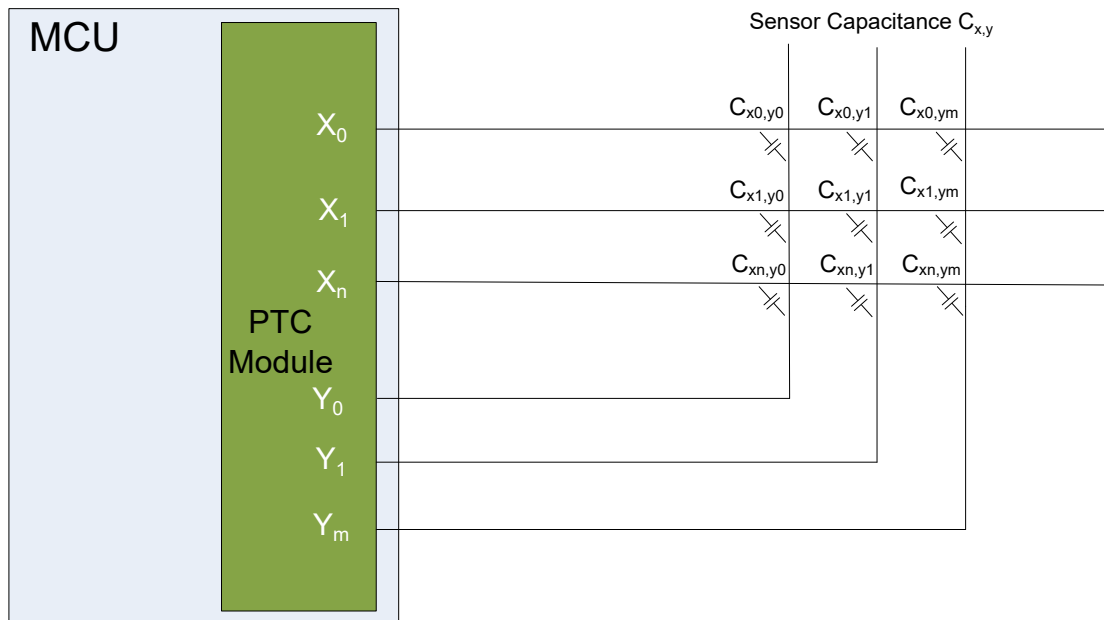 MCU
Sensor Capacitance Cx,y
X0
Cx0,y0 Cx0,y1 Cx0,ym
X1
Cx1,y0 Cx1,y1 Cx1,ym
Xn
Cxn,y0 Cxn,y1 Cxn,ym
PTC
Module
Y0
Y1
Ym